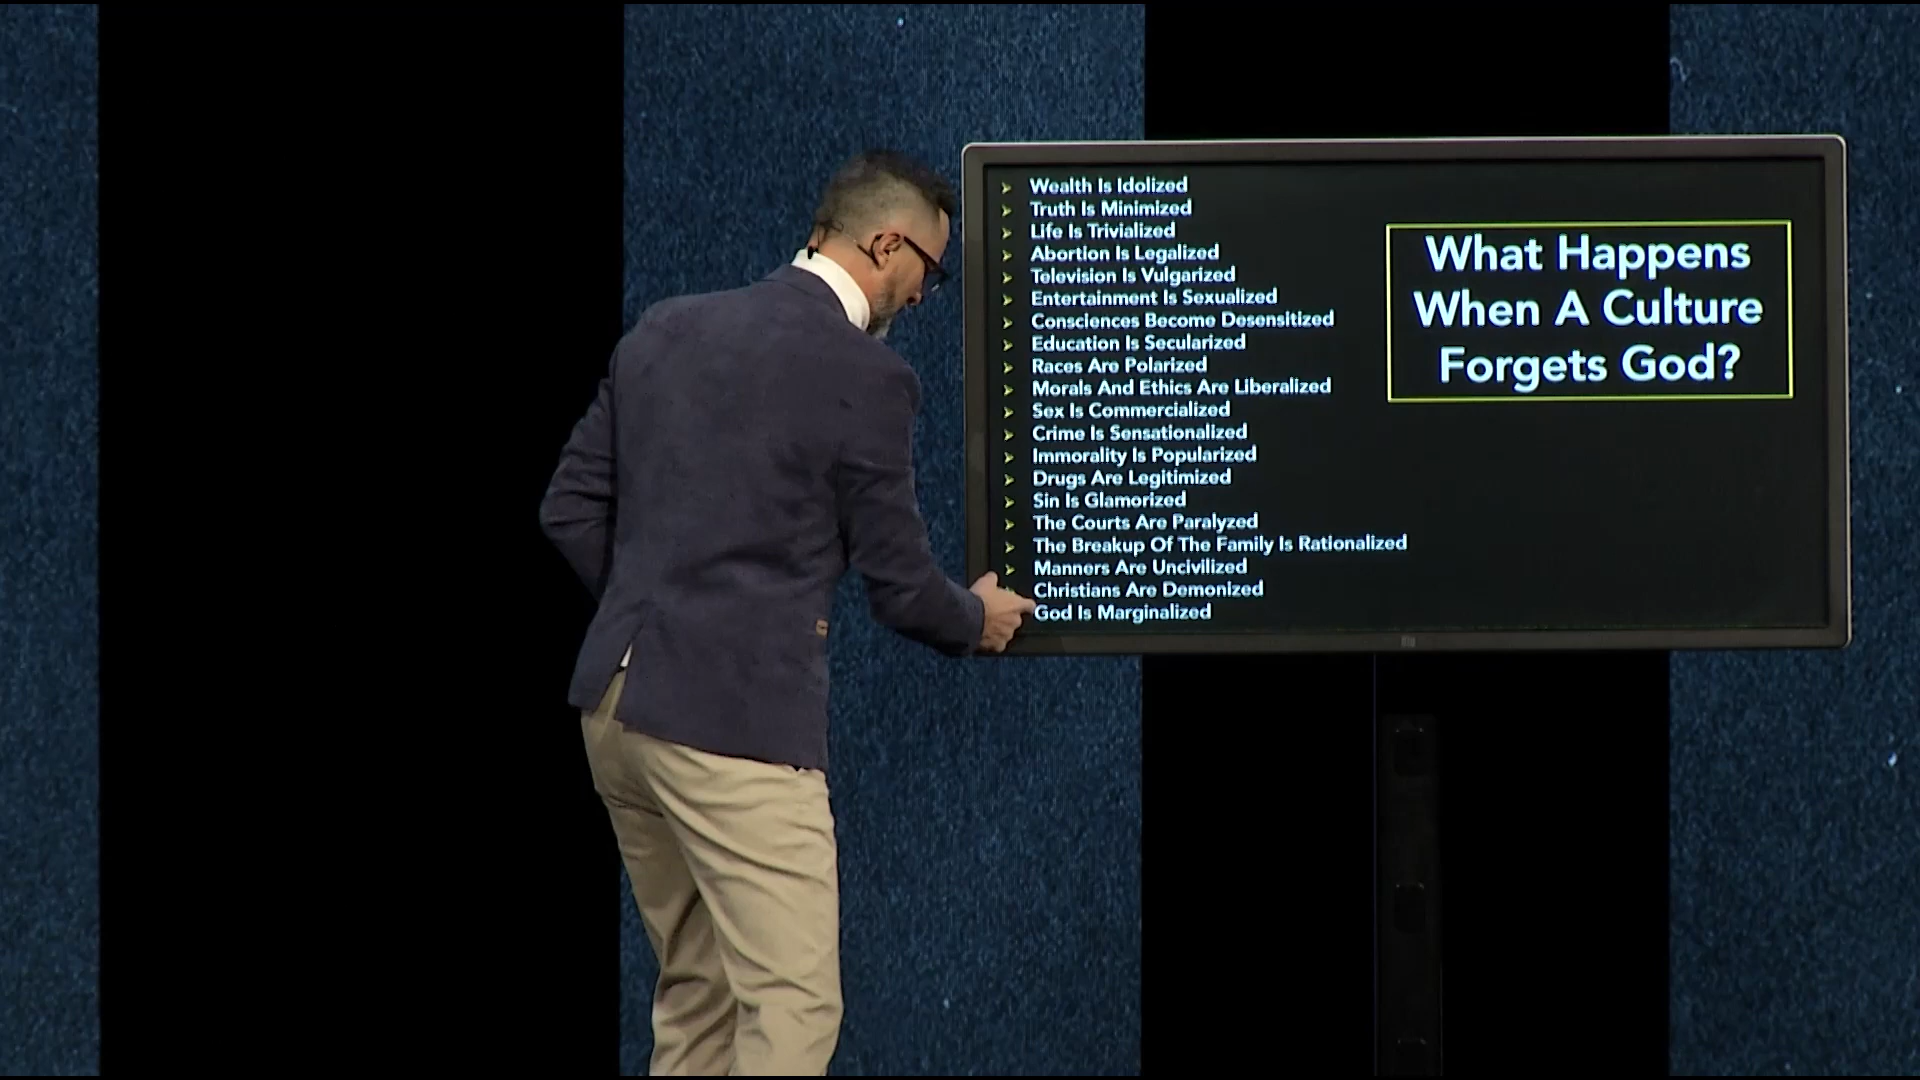 Wealth Is Idolized
Truth Is Minimized
Life Is Trivialized
Abortion Is Legalized
Television Is Vulgarized
Entertainment Is Sexualized
Consciences Become Desensitized
Education Is Secularized
Races Are Polarized
Morals And Ethics Are Liberalized
Sex Is Commercialized
Crime Is Sensationalized
Immorality Is Popularized
Drugs Are Legitimized
Sin Is Glamorized
The Courts Are Paralyzed
The Breakup Of The Family Is Rationalized
Manners Are Uncivilized
Christians Are Demonized
God Is Marginalized
What Happens
When A Culture
Forgets God?